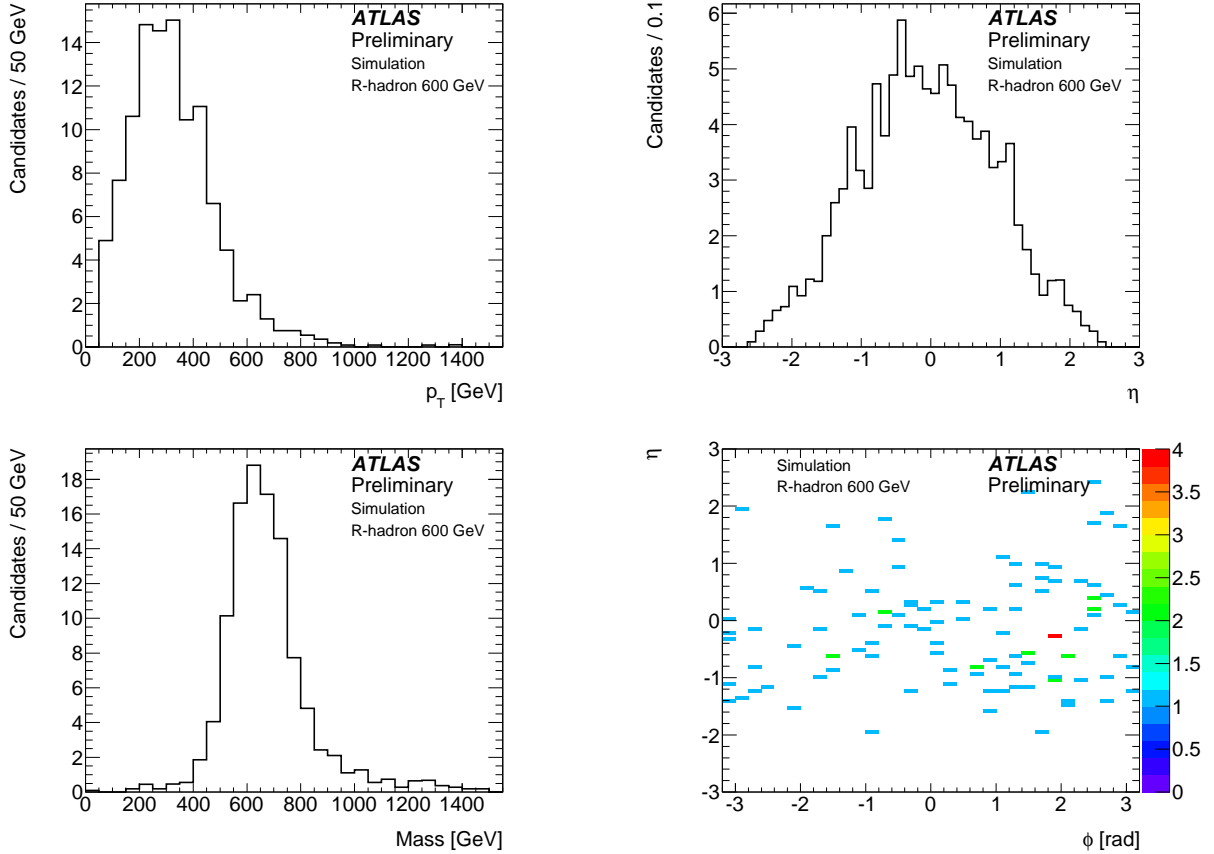 Candidates / 50 GeV
14
12
10
8
6
4
2
0
ATLAS
Preliminary
Simulation
R-hadron 600 GeV
0 200 400 600 800 1000 1200 1400
p_T [GeV]
Candidates / 0.1
6
5
4
3
2
1
0
ATLAS
Preliminary
Simulation
R-hadron 600 GeV
-3 -2 -1 0 1 2 3
η
Candidates / 50 GeV
18
16
14
12
10
8
6
4
2
0
ATLAS
Preliminary
Simulation
R-hadron 600 GeV
0 200 400 600 800 1000 1200 1400
Mass [GeV]
η
3
2
1
0
-1
-2
-3
Simulation
R-hadron 600 GeV
ATLAS
Preliminary
-3 -2 -1 0 1 2 3
ϕ [rad]
4
3.5
3
2.5
2
1.5
1
0.5
0